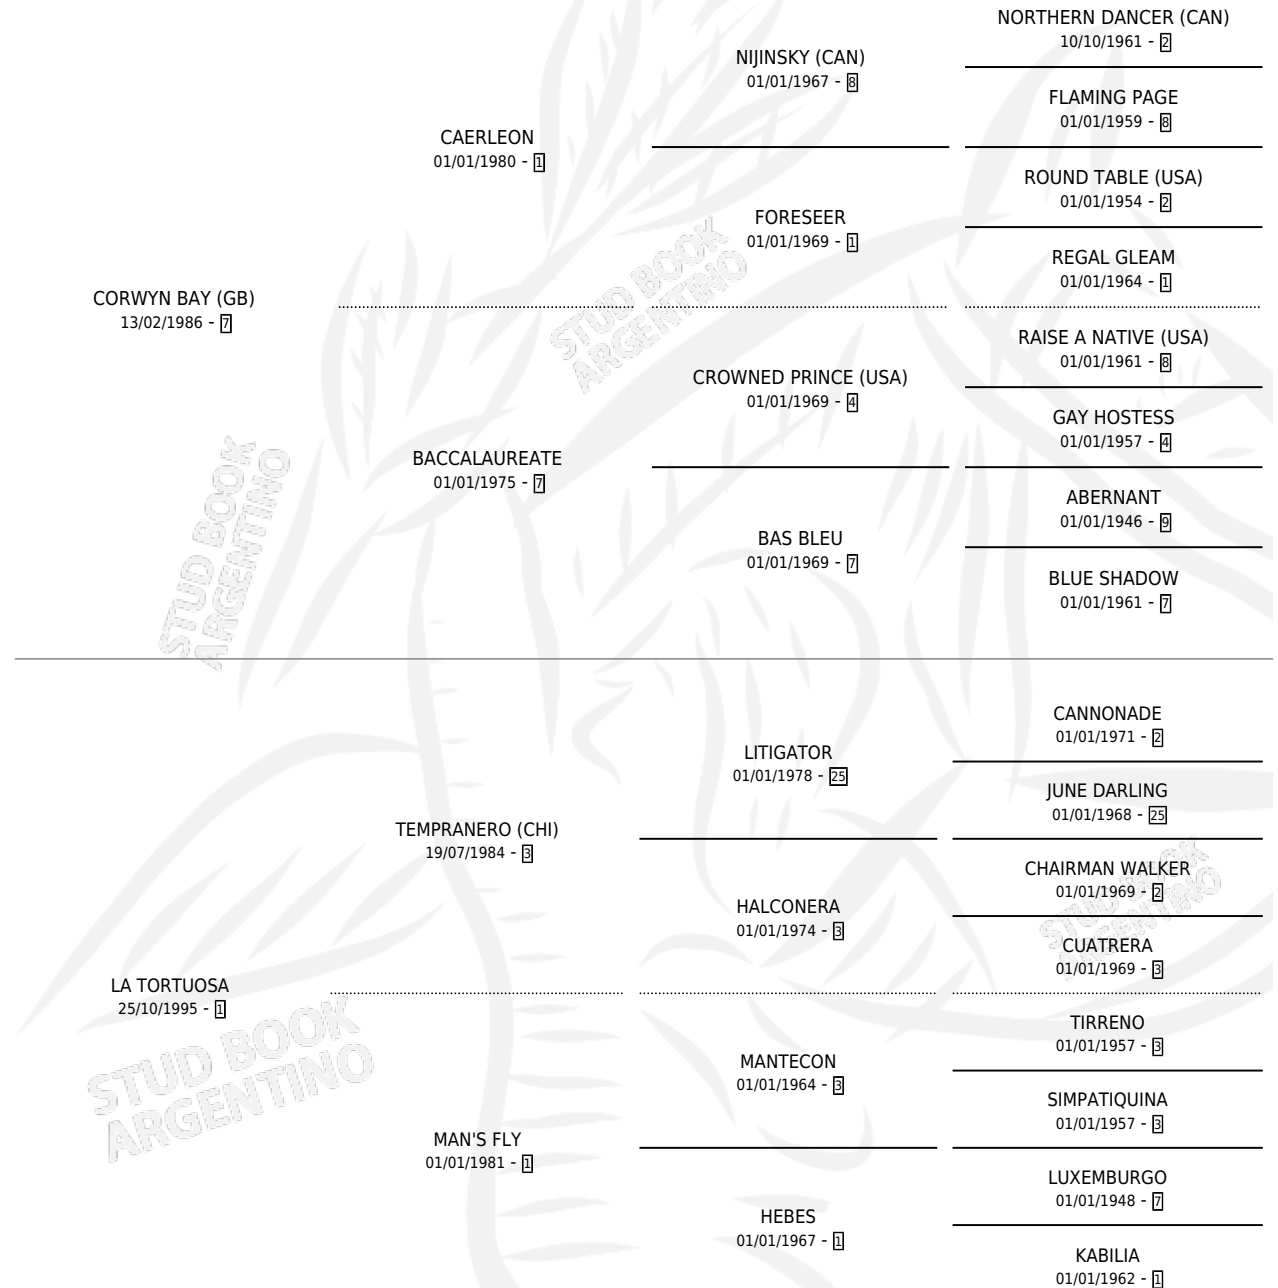 NORTHERN DANCER (CAN)
10/10/1961 - 2
NIJINSKY (CAN)
01/01/1967 - 8
FLAMING PAGE
01/01/1959 - 8
CAERLEON
01/01/1980 - 1
ROUND TABLE (USA)
01/01/1954 - 2
FORESEER
01/01/1969 - 1
REGAL GLEAM
01/01/1964 - 1
CORWYN BAY (GB)
13/02/1986 - 7
RAISE A NATIVE (USA)
01/01/1961 - 8
CROWNED PRINCE (USA)
01/01/1969 - 4
GAY HOSTESS
01/01/1957 - 4
BACCALAUREATE
01/01/1975 - 7
ABERNANT
01/01/1946 - 9
BAS BLEU
01/01/1969 - 7
BLUE SHADOW
01/01/1961 - 7
STUD BOOK
ARGENTINO
STUD BOOK
ARGENTINO
CANNONADE
01/01/1971 - 2
LITIGATOR
01/01/1978 - 25
JUNE DARLING
01/01/1968 - 25
TEMPRANERO (CHI)
19/07/1984 - 3
CHAIRMAN WALKER
01/01/1969 - 2
HALCONERA
01/01/1974 - 3
CUATRERA
01/01/1969 - 3
STUD BOOK
ARGENTINO
LA TORTUOSA
25/10/1995 - 1
TIRRENO
01/01/1957 - 3
MANTECON
01/01/1964 - 3
SIMPATIQUINA
01/01/1957 - 3
STUD BOOK
ARGENTINO
MAN'S FLY
01/01/1981 - 1
LUXEMBURGO
01/01/1948 - 7
HEBES
01/01/1967 - 1
KABILIA
01/01/1962 - 1